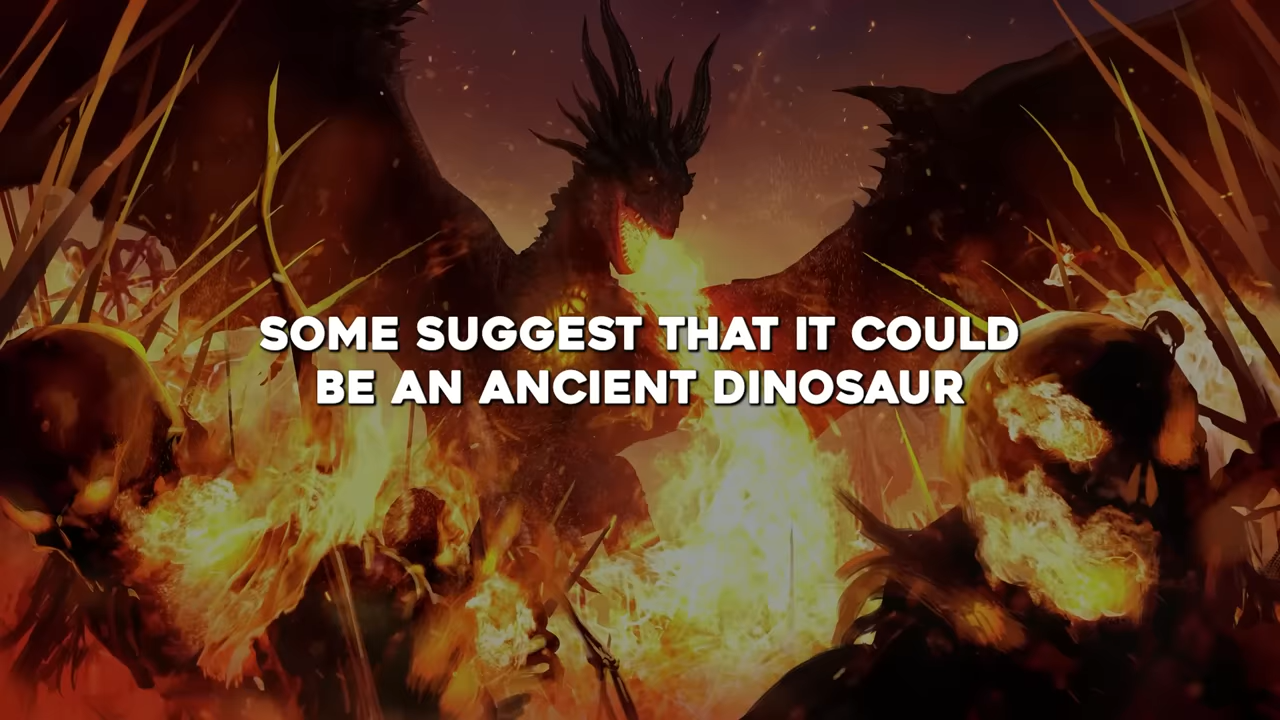 SOME SUGGEST THAT IT COULD
BE AN ANCIENT DINOSAUR